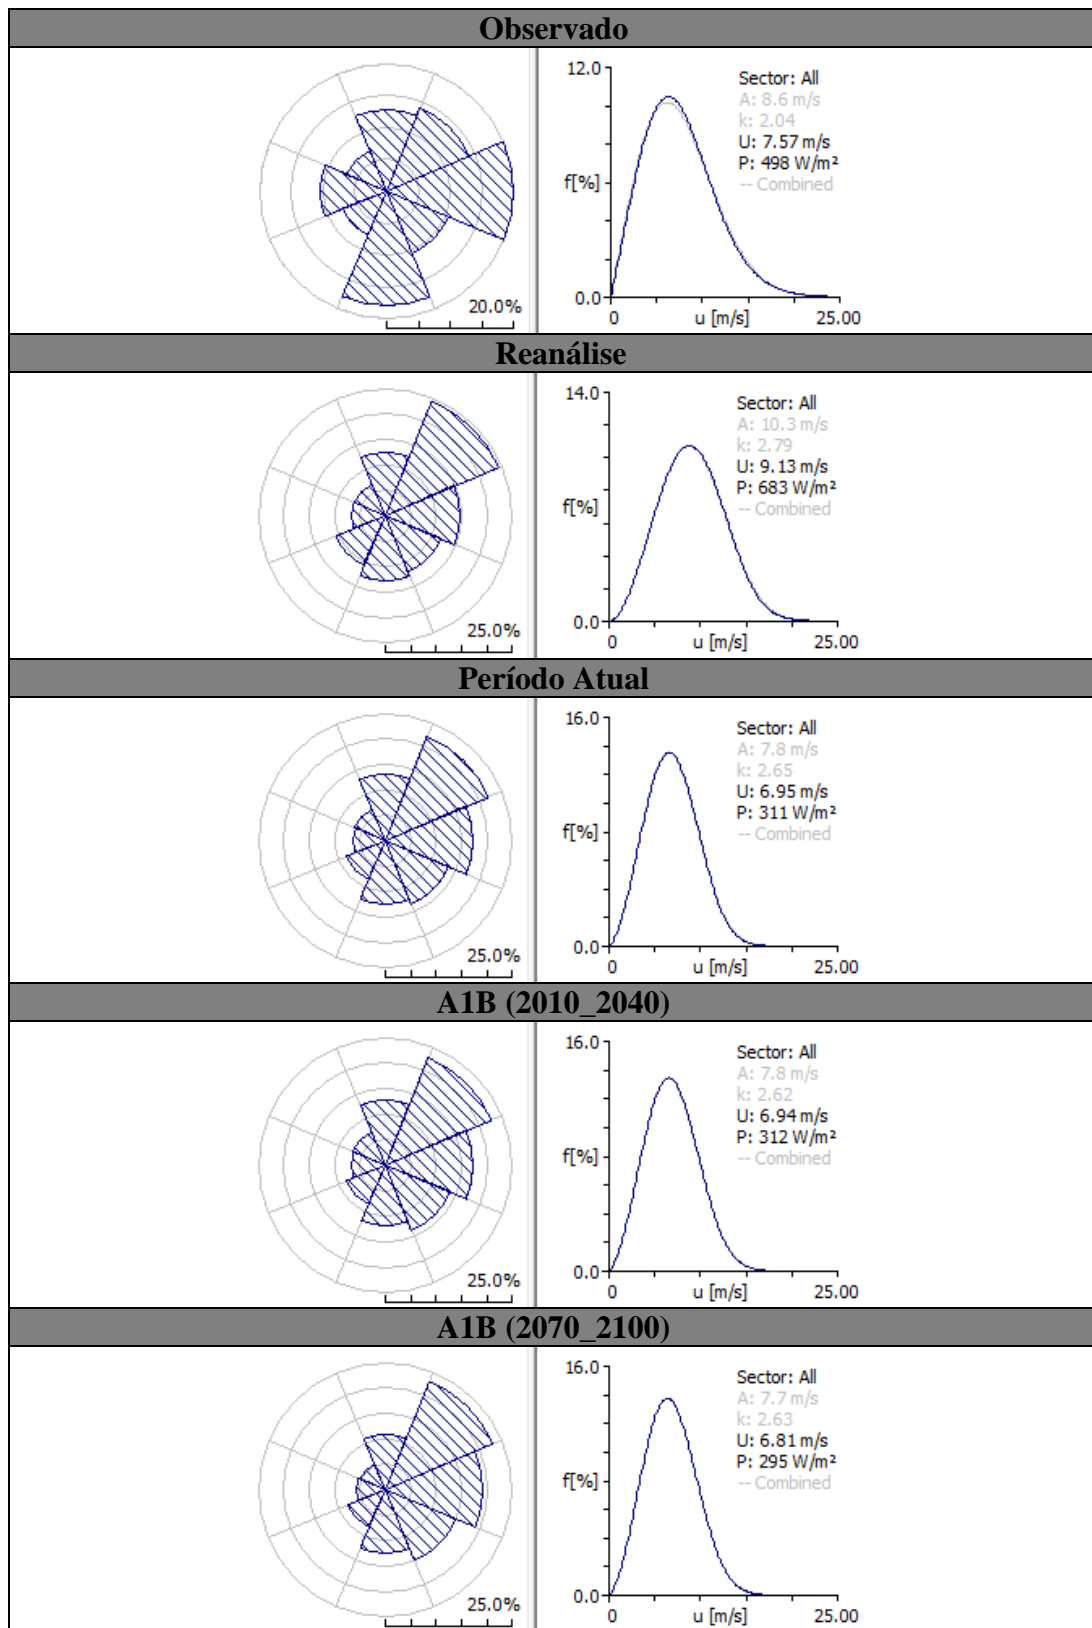 Observado
20.0%
12.0
f[%]
0.0
0
u [m/s]
25.00
Sector: All
A: 8.6 m/s
k: 2.04
U: 7.57 m/s
P: 498 W/m²
-- Combined
Reanálise
25.0%
14.0
f[%]
0.0
0
u [m/s]
25.00
Sector: All
A: 10.3 m/s
k: 2.79
U: 9.13 m/s
P: 683 W/m²
-- Combined
Período Atual
25.0%
16.0
f[%]
0.0
0
u [m/s]
25.00
Sector: All
A: 7.8 m/s
k: 2.65
U: 6.95 m/s
P: 311 W/m²
-- Combined
A1B (2010_2040)
25.0%
16.0
f[%]
0.0
0
u [m/s]
25.00
Sector: All
A: 7.8 m/s
k: 2.62
U: 6.94 m/s
P: 312 W/m²
-- Combined
A1B (2070_2100)
25.0%
16.0
f[%]
0.0
0
u [m/s]
25.00
Sector: All
A: 7.7 m/s
k: 2.63
U: 6.81 m/s
P: 295 W/m²
-- Combined